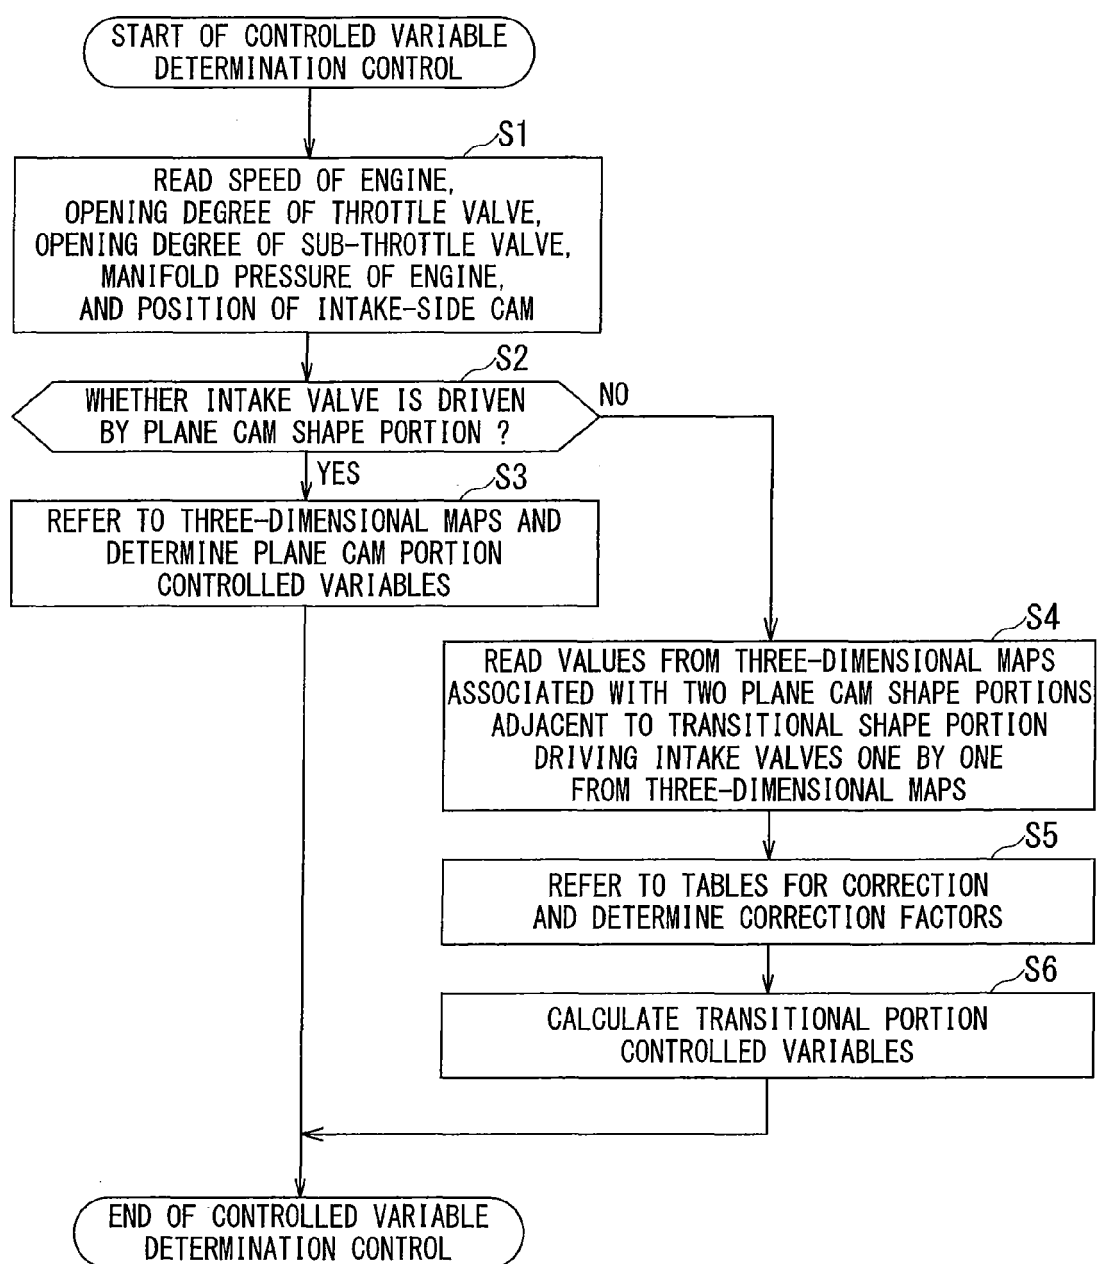 START OF CONTROLED VARIABLE
DETERMINATION CONTROL
S1
READ SPEED OF ENGINE,
OPENING DEGREE OF THROTTLE VALVE,
OPENING DEGREE OF SUB-THROTTLE VALVE,
MANIFOLD PRESSURE OF ENGINE,
AND POSITION OF INTAKE-SIDE CAM
S2
WHETHER INTAKE VALVE IS DRIVEN
BY PLANE CAM SHAPE PORTION ?
NO
YES
S3
REFER TO THREE-DIMENSIONAL MAPS AND
DETERMINE PLANE CAM PORTION
CONTROLLED VARIABLES
S4
READ VALUES FROM THREE-DIMENSIONAL MAPS
ASSOCIATED WITH TWO PLANE CAM SHAPE PORTIONS
ADJACENT TO TRANSITIONAL SHAPE PORTION
DRIVING INTAKE VALVES ONE BY ONE
FROM THREE-DIMENSIONAL MAPS
S5
REFER TO TABLES FOR CORRECTION
AND DETERMINE CORRECTION FACTORS
S6
CALCULATE TRANSITIONAL PORTION
CONTROLLED VARIABLES
END OF CONTROLLED VARIABLE
DETERMINATION CONTROL